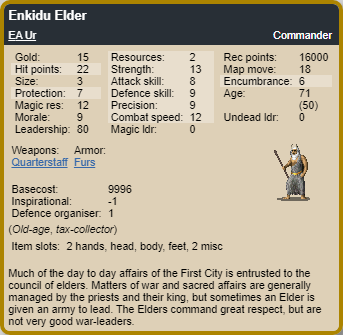 Enkidu Elder
EA Ur Commander
Gold: 15 Resources: 2 Rec points: 16000
Hit points: 22 Strength: 13 Map move: 18
Size: 3 Attack skill: 8 Encumbrance: 6
Protection: 7 Defence skill: 9 Age: 71
Magic res: 12 Precision: 9 (50)
Morale: 9 Combat speed: 12 Undead ldr: 0
Leadership: 80 Magic ldr: 0
Weapons: Armor:
Quarterstaff Furs
Basecost: 9996
Inspirational: -1
Defence organiser: 1
(Old-age, tax-collector)
Item slots: 2 hands, head, body, feet, 2 misc
Much of the day to day affairs of the First City is entrusted to the
council of elders. Matters of war and sacred affairs are generally
managed by the priests and their king, but sometimes an Elder is
given an army to lead. The Elders command great respect, but are
not very good war-leaders.